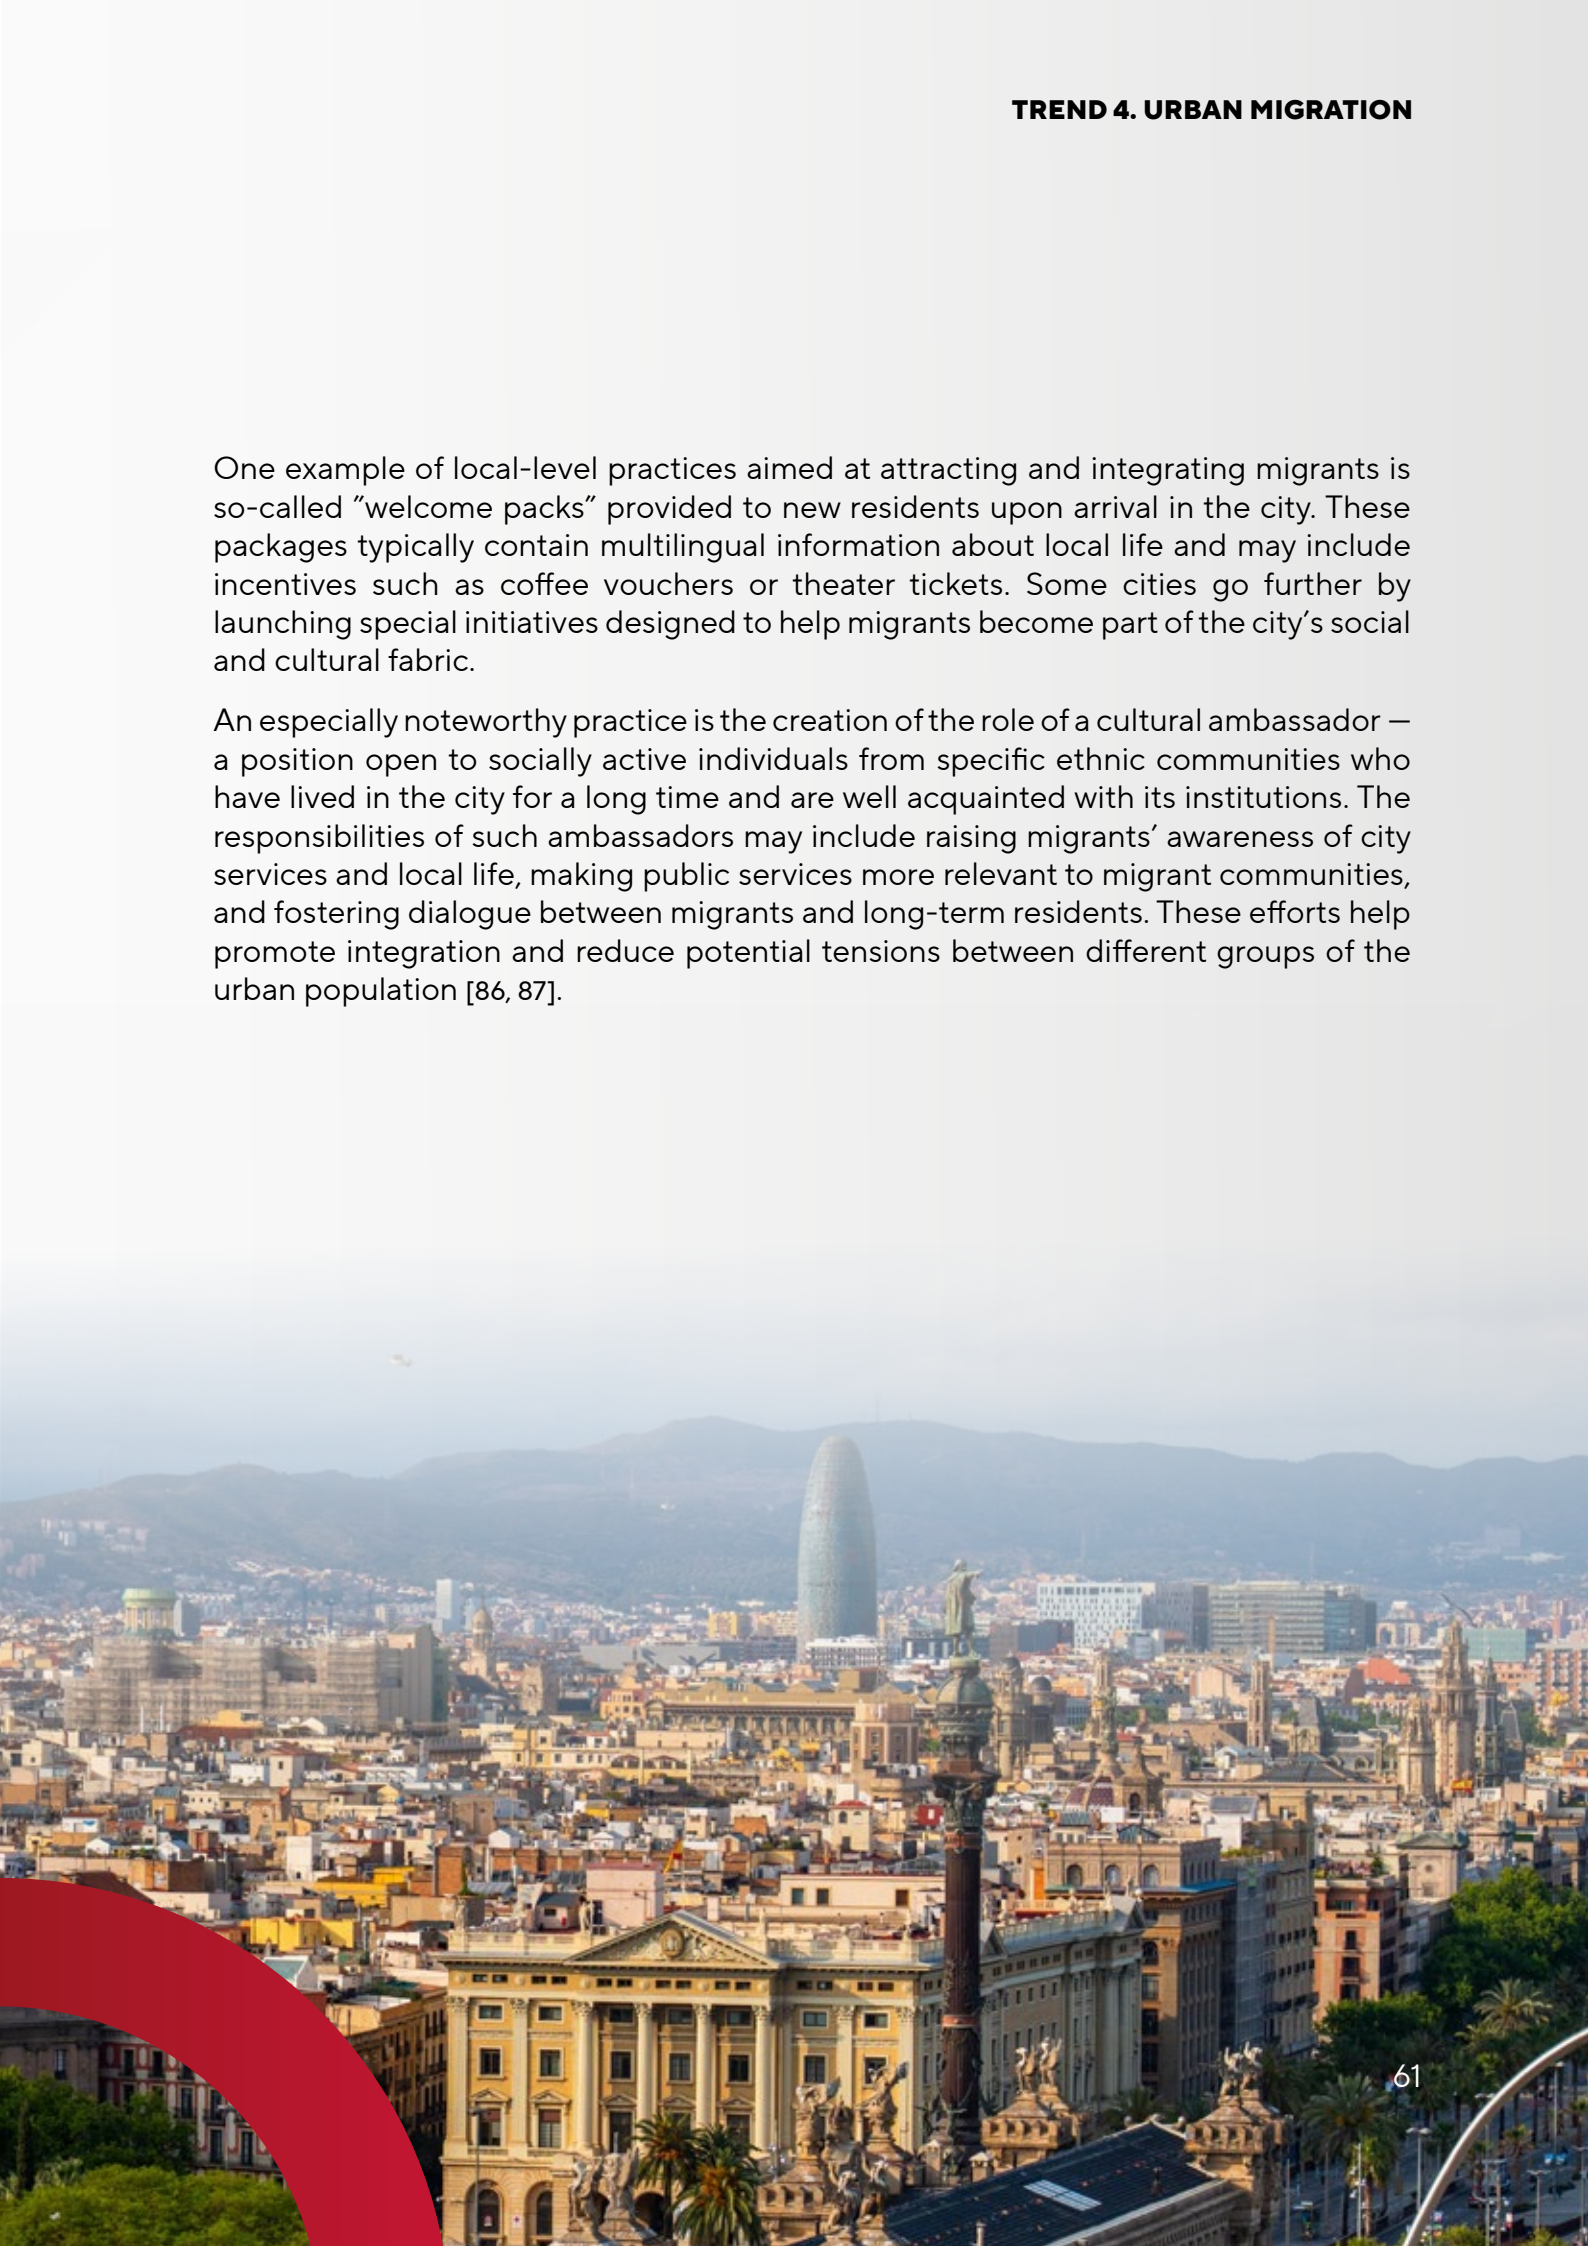 TREND 4. URBAN MIGRATION
One example of local-level practices aimed at attracting and integrating migrants is
so-called ″welcome packs″ provided to new residents upon arrival in the city. These
packages typically contain multilingual information about local life and may include
incentives such as coffee vouchers or theater tickets. Some cities go further by
launching special initiatives designed to help migrants become part of the city′s social
and cultural fabric.
An especially noteworthy practice is the creation of the role of a cultural ambassador —
a position open to socially active individuals from specific ethnic communities who
have lived in the city for a long time and are well acquainted with its institutions. The
responsibilities of such ambassadors may include raising migrants′ awareness of city
services and local life, making public services more relevant to migrant communities,
and fostering dialogue between migrants and long-term residents. These efforts help
promote integration and reduce potential tensions between different groups of the
urban population [86, 87].
61